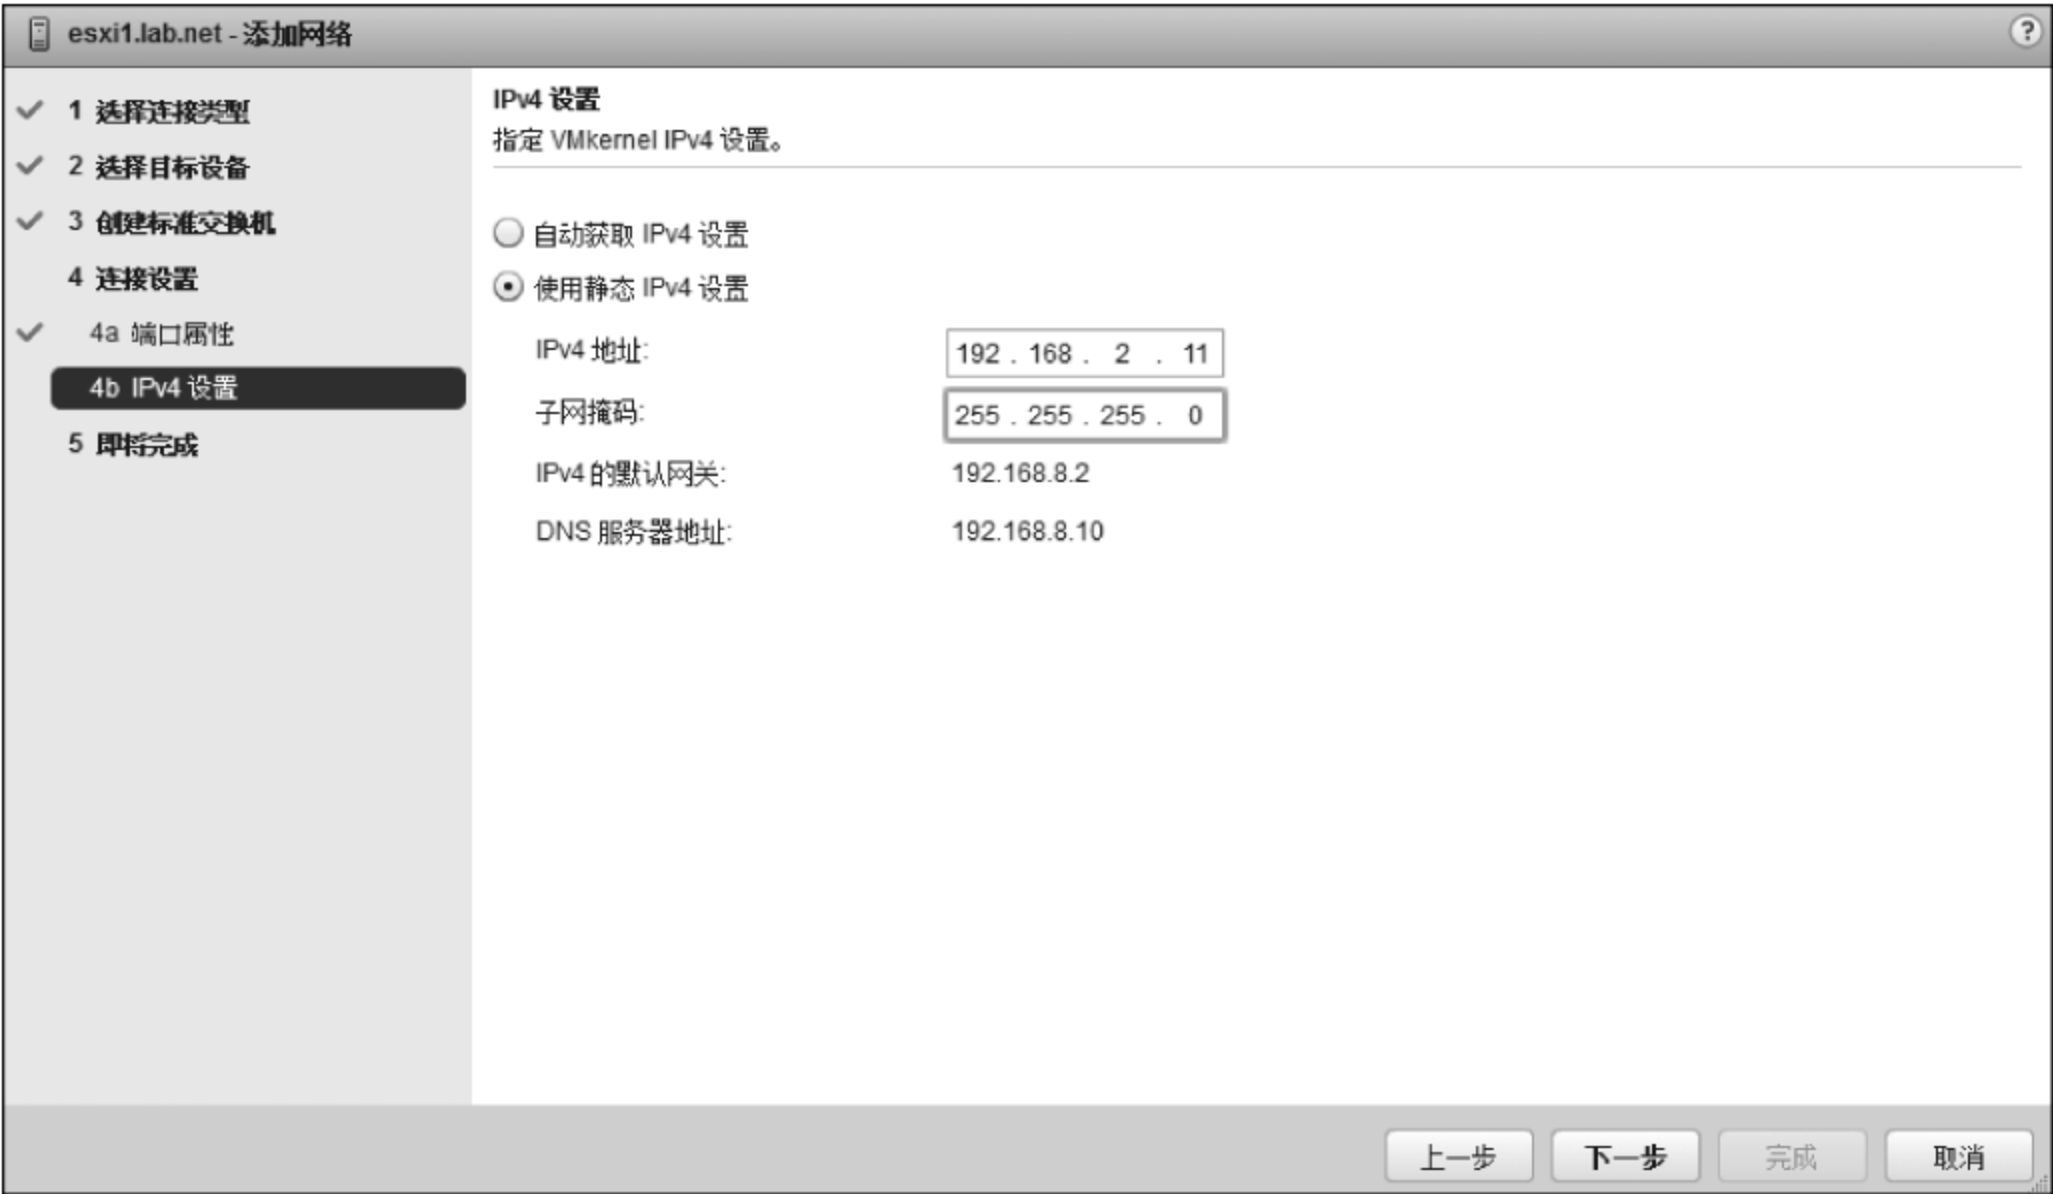 esxi1.lab.net - 添加网络
?
1 选择连接类型
2 选择目标设备
3 创建标准交换机
4 连接设置
4a 端口属性
4b IPv4 设置
5 即将完成
IPv4 设置
指定 VMkernel IPv4 设置。
自动获取 IPv4 设置
使用静态 IPv4 设置
IPv4 地址: 192 . 168 . 2 . 11
子网掩码: 255 . 255 . 255 . 0
IPv4 的默认网关: 192.168.8.2
DNS 服务器地址: 192.168.8.10
上一步 下一步 完成 取消